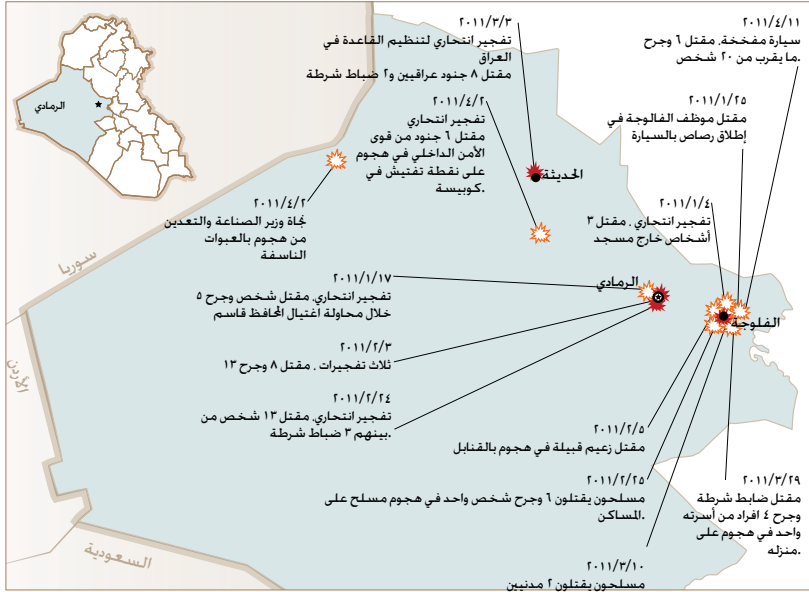 ٢٠١١/٤/١١
سيارة مفخخة. مقتل ٦ وجرح
ما يقرب من ٢٠ شخص.
٢٠١١/٣/٣
تفجير انتحاري لتنظيم القاعدة في
العراق
مقتل ٨ جنود عراقيين و٢ ضباط شرطة
٢٠١١/١/٢٥
مقتل موظف الفالوجة في
إطلاق رصاص بالسيارة
٢٠١١/٤/٢
تفجير انتحاري
مقتل ٦ جنود من قوى
الأمن الداخلي في هجوم
على نقطة تفتيش في
كوبيسة.
الرمادي
الحديثة
٢٠١١/١/٤
تفجير انتحاري . مقتل ٣
أشخاص خارج مسجد
٢٠١١/٤/٢
نجاة وزير الصناعة والتعدين
من هجوم بالعبوات
الناسفة
سوريا
٢٠١١/١/١٧
تفجير انتحاري. مقتل شخص وجرح ٥
خلال محاولة اغتيال المحافظ قاسم
الرمادي
الفلوجة
٢٠١١/٢/٣
ثلاث تفجيرات . مقتل ٨ وجرح ١٣
الأردن
٢٠١١/٢/٢٤
تفجير انتحاري. مقتل ١٣ شخص من
بينهم ٣ ضباط شرطة.
٢٠١١/٢/٥
مقتل زعيم قبيلة في هجوم بالقنابل
٢٠١١/٣/٢٩
مقتل ضابط شرطة
وجرح ٤ افراد من أسرته
واحد في هجوم على
منزله.
٢٠١١/٢/٢٥
مسلحون يقتلون ٦ وجرح شخص واحد في هجوم مسلح على
المساكن.
السعودية
٢٠١١/٣/١٠
مسلحون يقتلون ٢ مدنيين